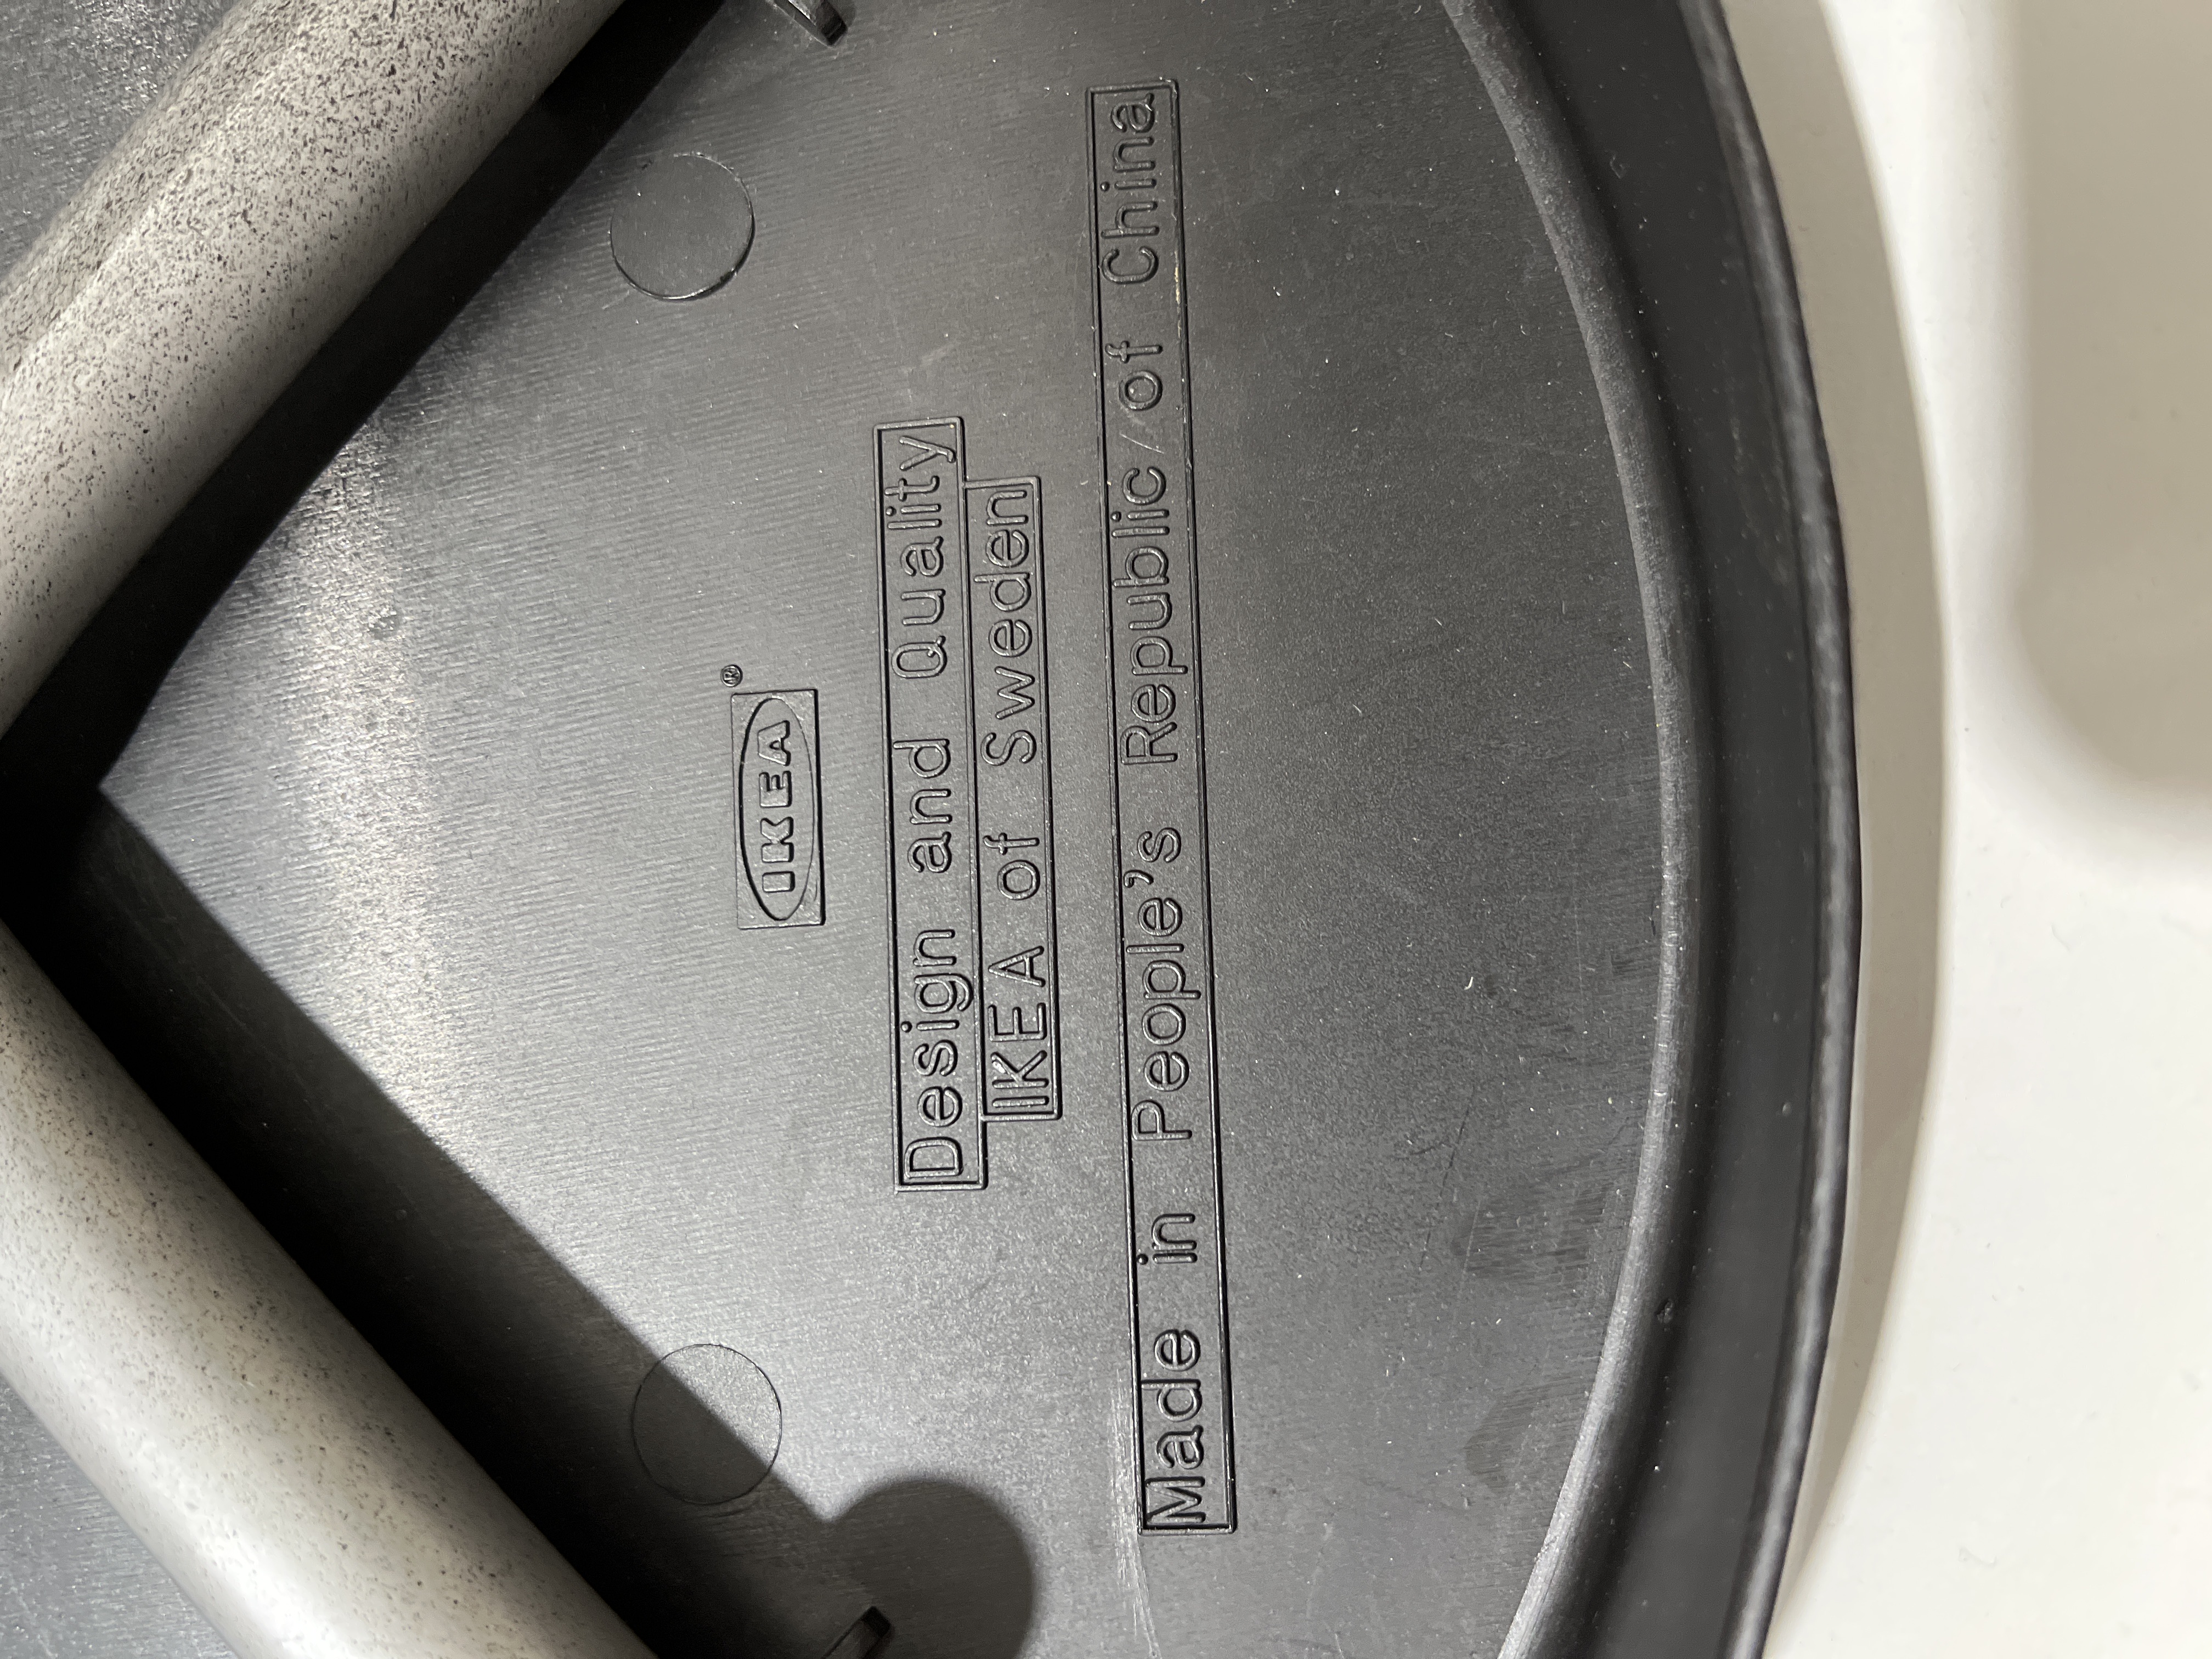 IKEA®
Design and Quality
IKEA of Sweden
Made in People's Republic of China